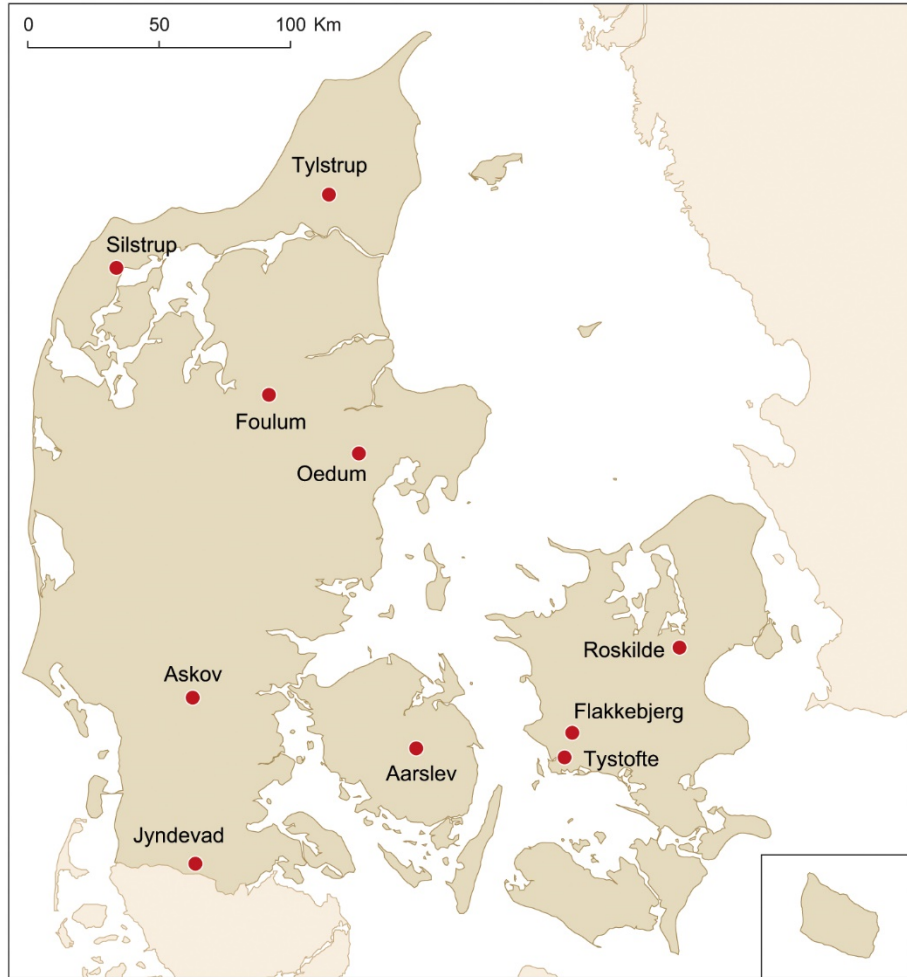 0 50 100 Km
Tylstrup
Silstrup
Foulum
Oedum
Roskilde
Askov
Flakkebjerg
Tystofte
Aarslev
Jyndevad